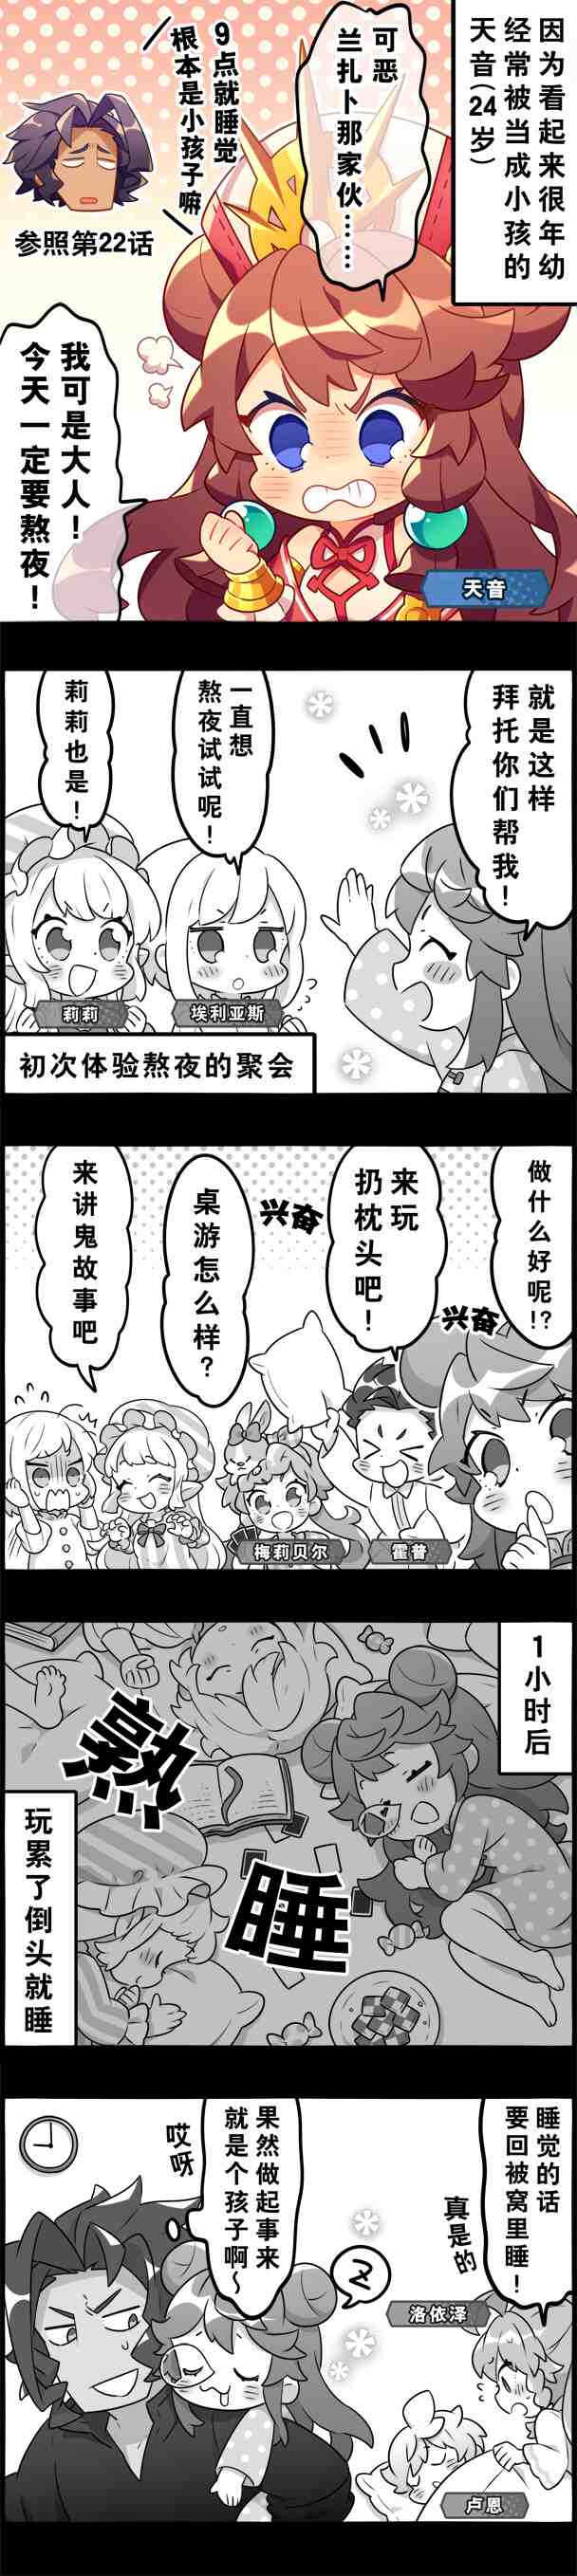 因为看起来很年幼
经常被当成小孩的
天音(24岁)
可恶
兰扎卜那家伙……
9点就睡觉
根本是小孩子嘛
参照第22话
我可是大人！
今天一定要熬夜！
天音
就是这样
拜托你们帮我！
一直想
熬夜试试呢！
莉莉也是！
莉莉
埃利亚斯
初次体验熬夜的聚会
做什么好呢!?
兴奋
来玩
扔枕头吧！
兴奋
桌游怎么样?
来讲鬼故事吧
梅莉贝尔
霍普
1小时后
熟
睡
玩累了倒头就睡
睡觉的话
要回被窝里睡！
真是的
果然做起事来
就是个孩子啊～
哎呀
Z
洛依泽
卢恩